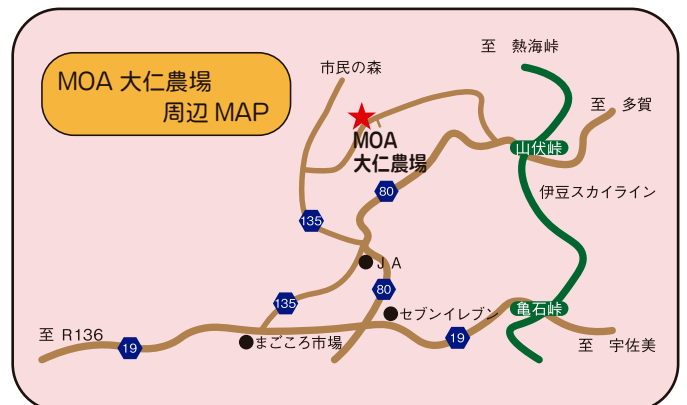 MOA 大仁農場
周辺 MAP
市民の森
至　熱海峠
至　多賀
MOA
大仁農場
山伏峠
80
伊豆スカイライン
135
ＪＡ
80
135
亀石峠
セブンイレブン
至 R136
19
まごころ市場
19
至　宇佐美